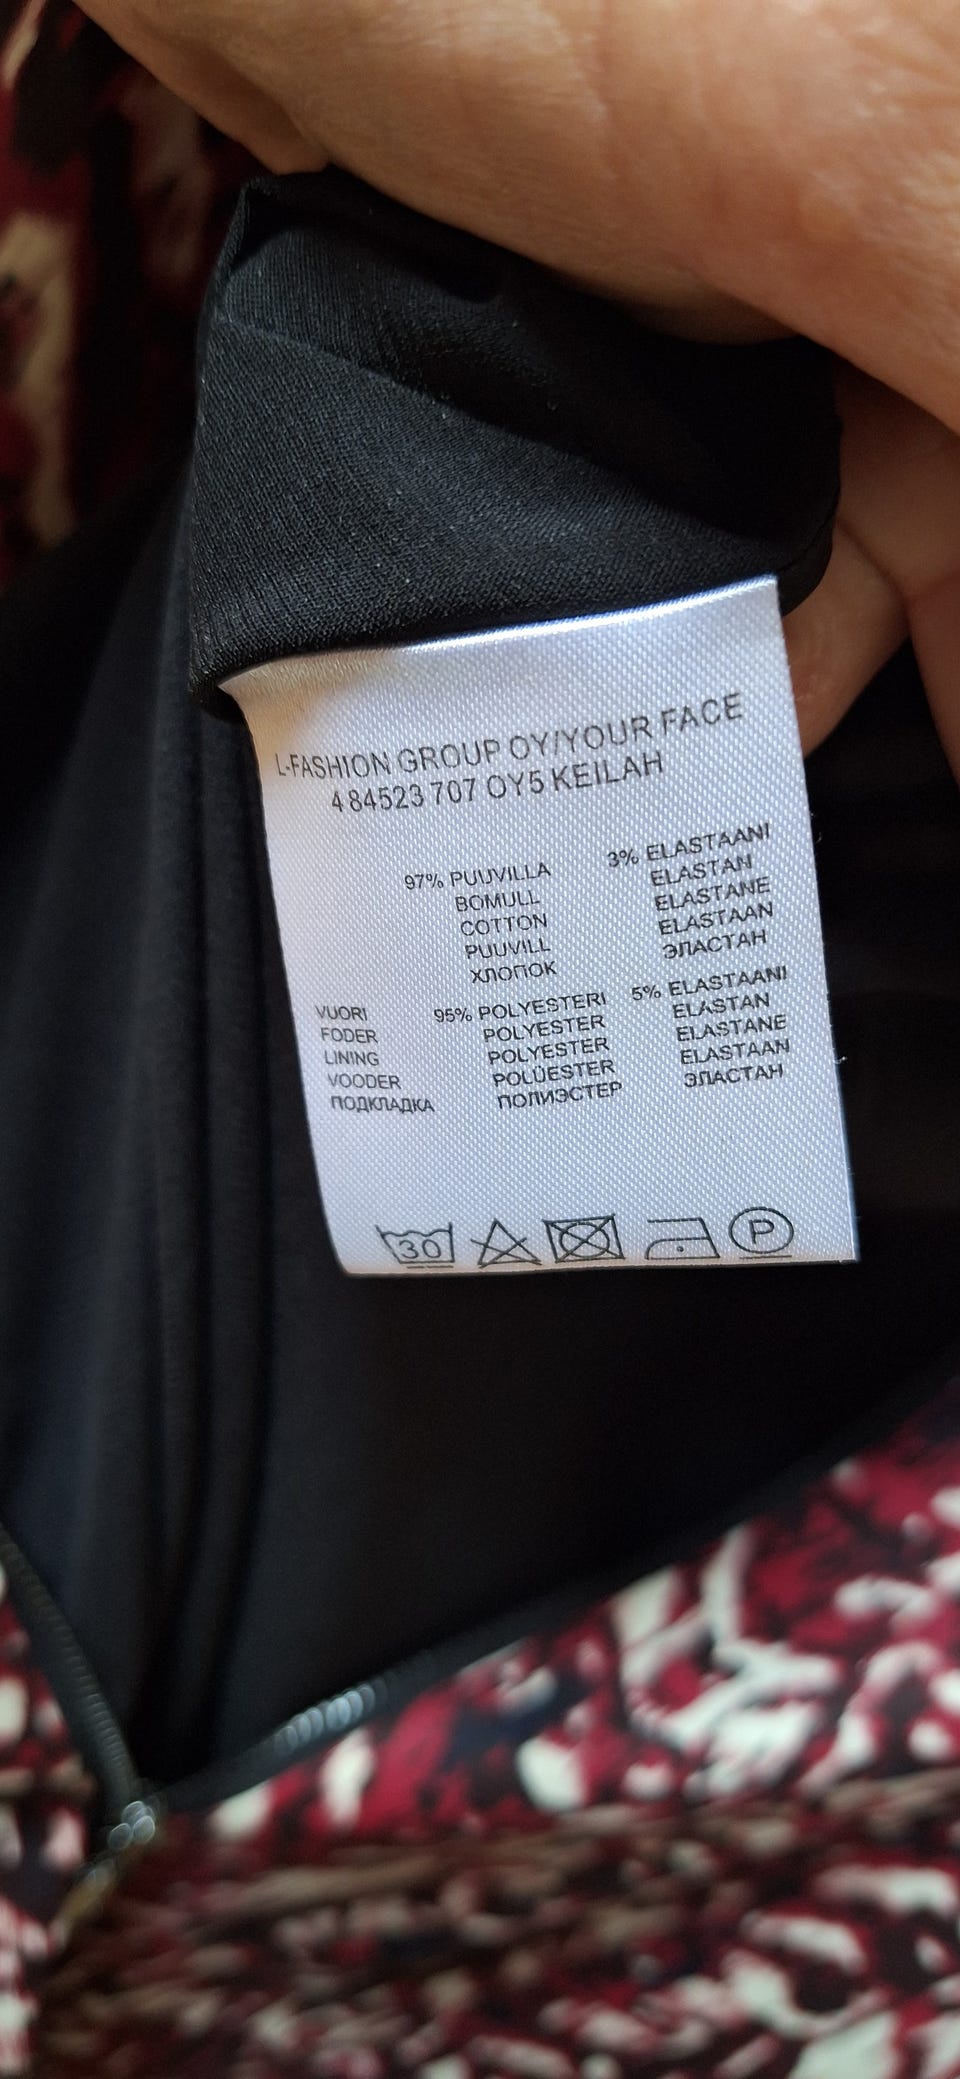 L-FASHION GROUP OY/YOUR FACE
4 84523 707 OY5 KEILAH
97% PUUVILLA 3% ELASTAANI
BOMULL ELASTAN
COTTON ELASTANE
PUUVILL ELASTAAN
ХЛОПОК ЭЛАСТАН
VUORI 95% POLYESTERI 5% ELASTAANI
FODER POLYESTER ELASTAN
LINING POLYESTER ELASTANE
VOODER POLÜESTER ELASTAAN
ПОДКЛАДКА ПОЛИЭСТЕР ЭЛАСТАН
30 P